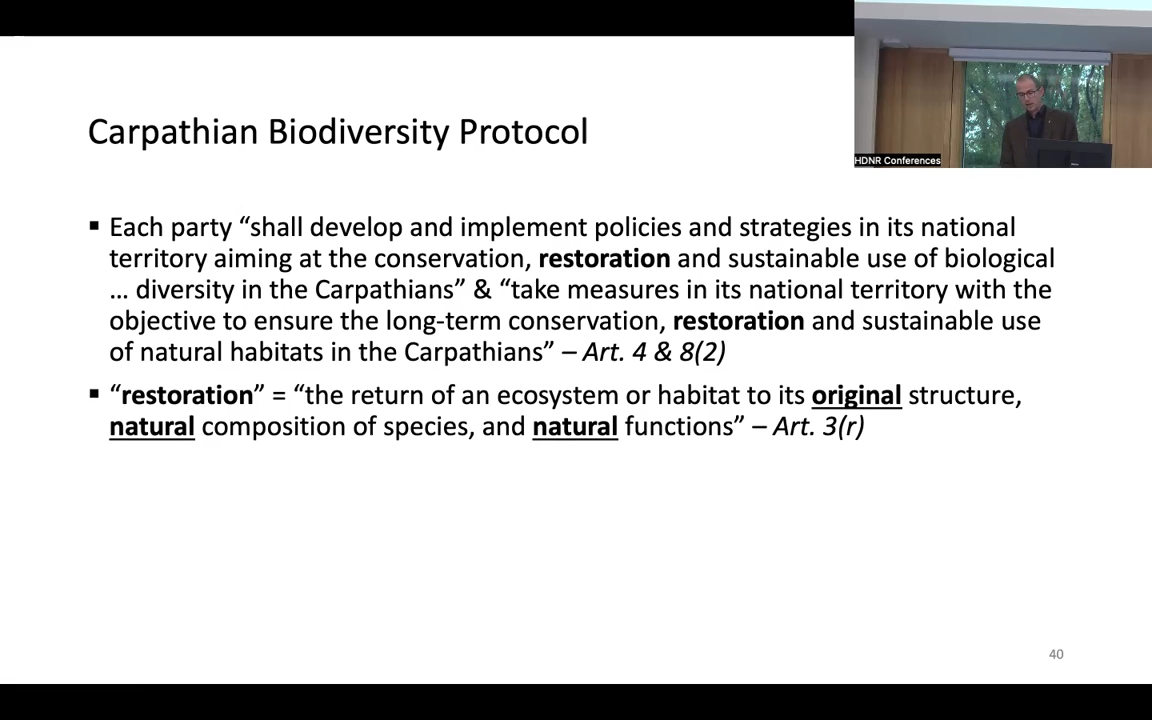 HDNR Conferences
Carpathian Biodiversity Protocol
▪ Each party “shall develop and implement policies and strategies in its national
territory aiming at the conservation, restoration and sustainable use of biological
... diversity in the Carpathians” & “take measures in its national territory with the
objective to ensure the long-term conservation, restoration and sustainable use
of natural habitats in the Carpathians” – Art. 4 & 8(2)
▪ “restoration” = “the return of an ecosystem or habitat to its original structure,
natural composition of species, and natural functions” – Art. 3(r)
40